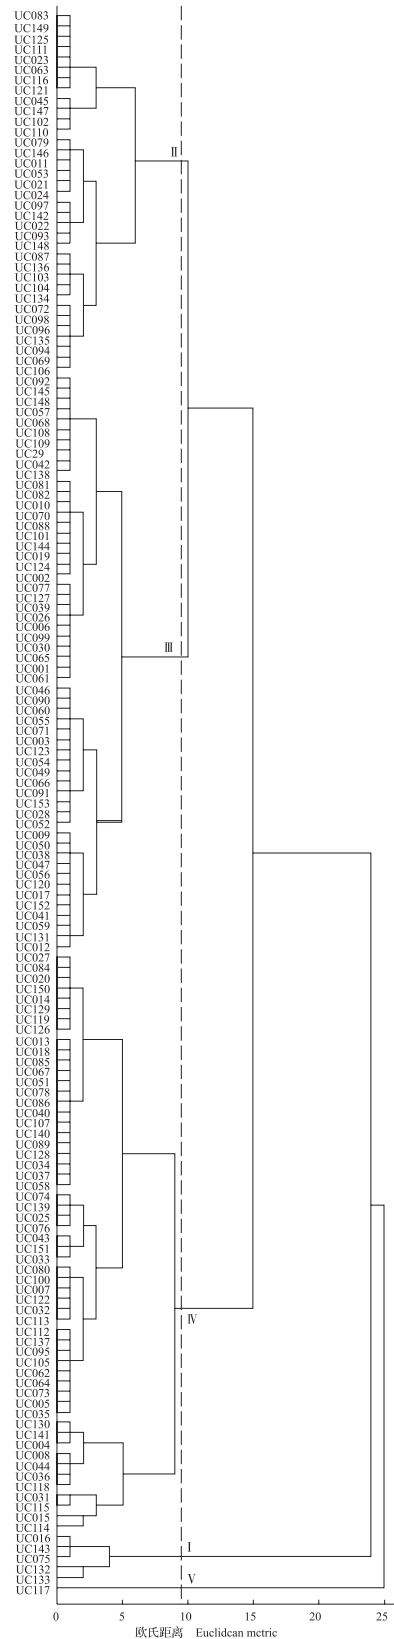 UC083
UC149
UC125
UC111
UC023
UC063
UC116
UC121
UC045
UC147
UC102
UC110
UC079
UC146
UC011
UC053
UC021
UC024
UC097
UC142
UC022
UC093
UC148
UC087
UC136
UC103
UC104
UC134
UC072
UC098
UC096
UC135
UC094
UC069
UC106
UC092
UC145
UC148
UC057
UC068
UC108
UC109
UC29
UC042
UC138
UC081
UC082
UC010
UC070
UC088
UC101
UC144
UC019
UC124
UC002
UC077
UC127
UC039
UC026
UC006
UC099
UC030
UC065
UC001
UC061
UC046
UC090
UC060
UC055
UC071
UC003
UC123
UC054
UC049
UC066
UC091
UC153
UC028
UC052
UC009
UC050
UC038
UC047
UC056
UC120
UC017
UC152
UC041
UC059
UC131
UC012
UC027
UC084
UC020
UC150
UC014
UC129
UC119
UC126
UC013
UC018
UC085
UC067
UC051
UC078
UC086
UC040
UC107
UC140
UC089
UC128
UC034
UC037
UC058
UC074
UC139
UC025
UC076
UC043
UC151
UC033
UC080
UC100
UC007
UC122
UC032
UC113
UC112
UC137
UC095
UC105
UC062
UC064
UC073
UC005
UC035
UC130
UC141
UC004
UC008
UC044
UC036
UC118
UC031
UC115
UC015
UC114
UC016
UC143
UC075
UC132
UC133
UC117
Ⅱ
Ⅲ
Ⅳ
Ⅰ
Ⅴ
0 5 10 15 20 25
欧氏距离 Euclidcan metric